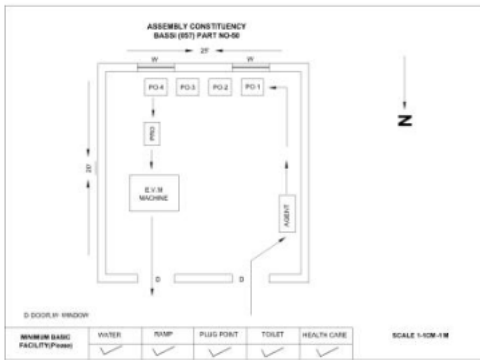 ASSEMBLY CONSTITUENCY
BASSI (057) PART NO-50
25'
W
W
PO-4
PO-3
PO-2
PO-1
PRO
E.V.M
MACHINE
20'
AGENT
N
D
D
D-DOOR,W- WINDOW
MINIMUM BASIC
FACILITY(Please)
WATER
RAMP
PLUG POINT
TOILET
HEALTH CARE
SCALE 1-1CM -1M